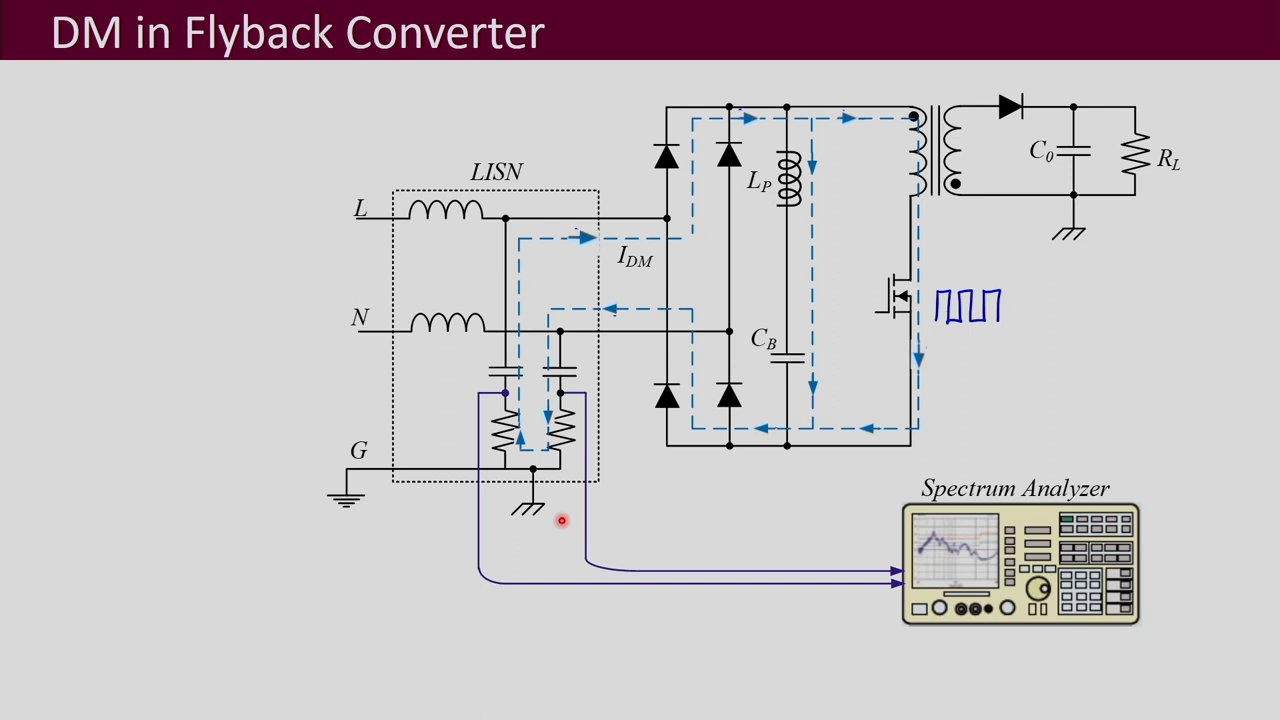 DM in Flyback Converter
LISN
L
N
G
I_DM
L_P
C_B
C_0
R_L
Spectrum Analyzer